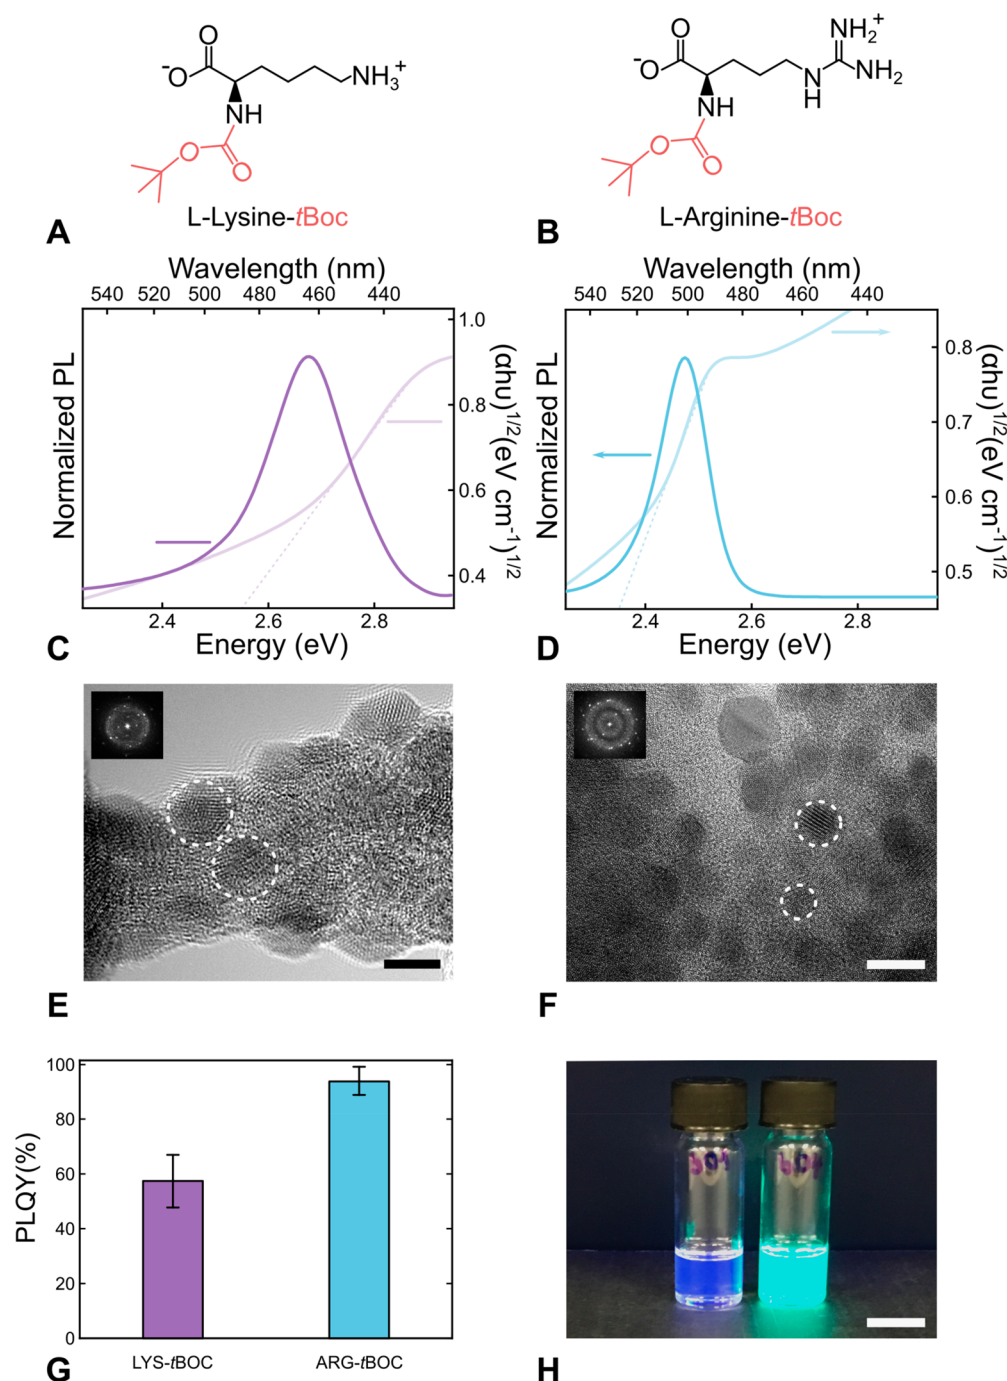 O
⁻O
NH₃⁺
NH
O
O
L-Lysine-tBoc
A
O
⁻O
NH₂⁺
N
H
NH₂
NH
O
O
L-Arginine-tBoc
B
Wavelength (nm)
540 520 500 480 460 440
Normalized PL
1.0
0.8
0.6
0.4
(αhυ)^1/2(eV cm⁻¹)^1/2
2.4 2.6 2.8
Energy (eV)
C
Wavelength (nm)
540 520 500 480 460 440
Normalized PL
0.8
0.7
0.6
0.5
(αhυ)^1/2(eV cm⁻¹)^1/2
2.4 2.6 2.8
Energy (eV)
D
E
F
PLQY(%)
100
80
60
40
20
0
LYS-tBOC ARG-tBOC
G
H